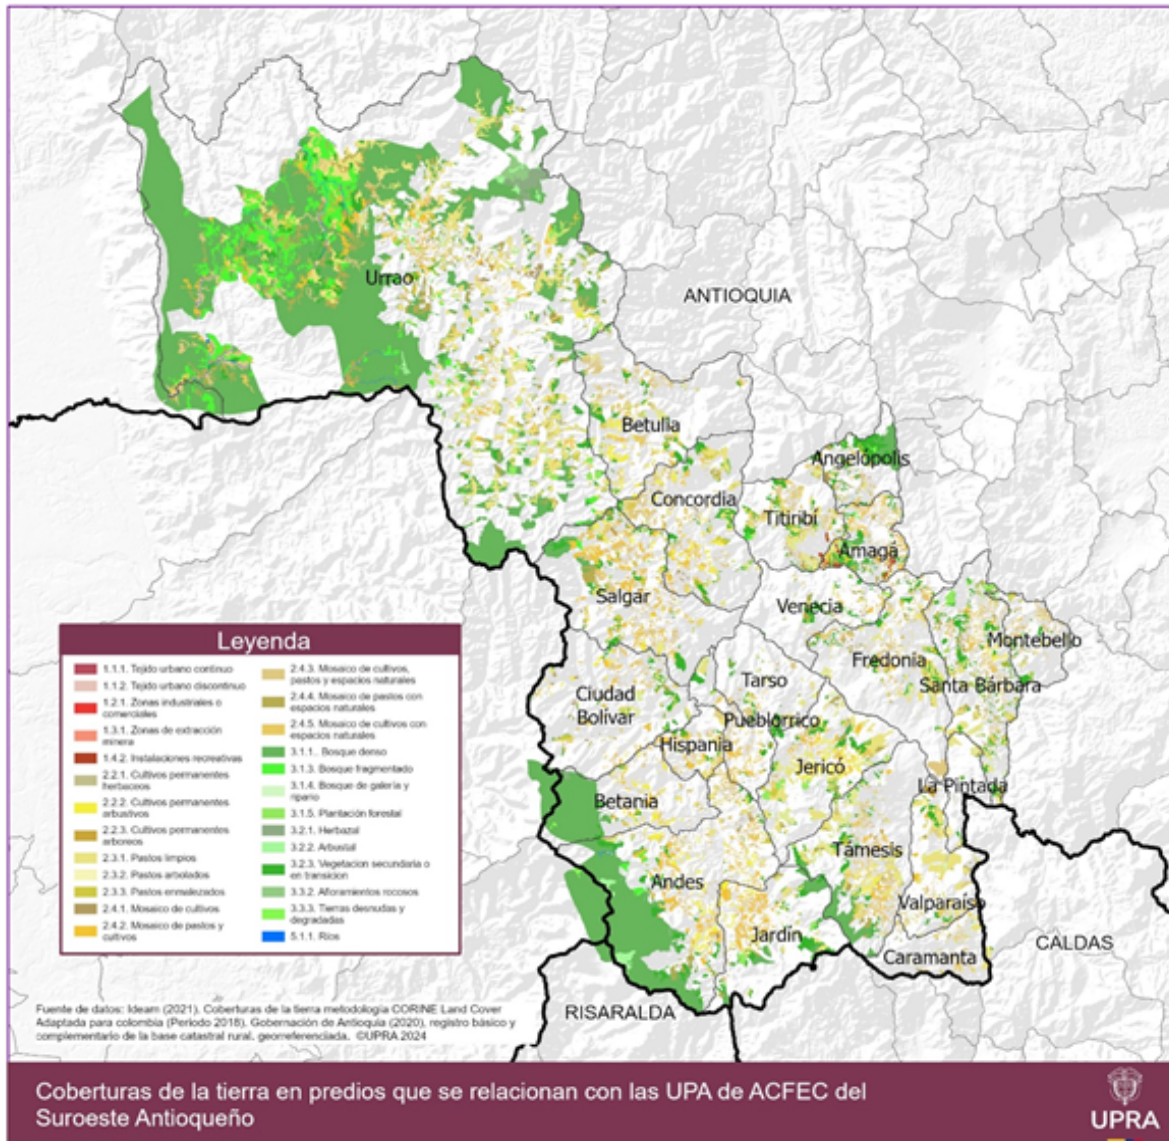 Urrao
ANTIOQUIA
Betulia
Angelópolis
Concordia
Titiribí
Amagá
Salgar
Venecia
Montebello
Fredonia
Santa Bárbara
Tarso
Ciudad
Bolívar
Pueblorrico
Hispania
Jericó
La Pintada
Betania
Támesis
Andes
Valparaíso
Jardín
Caramanta
CALDAS
RISARALDA
Leyenda
1.1.1. Tejido urbano continuo
1.1.2. Tejido urbano discontinuo
1.2.1. Zonas industriales o
comerciales
1.3.1. Zonas de extracción
minera
1.4.2. Instalaciones recreativas
2.2.1. Cultivos permanentes
herbaceos
2.2.2. Cultivos permanentes
arbustivos
2.2.3. Cultivos permanentes
arboreos
2.3.1. Pastos limpios
2.3.2. Pastos arbolados
2.3.3. Pastos enmalezados
2.4.1. Mosaico de cultivos
2.4.2. Mosaico de pastos y
cultivos
2.4.3. Mosaico de cultivos,
pastos y espacios naturales
2.4.4. Mosaico de pastos con
espacios naturales
2.4.5. Mosaico de cultivos con
espacios naturales
3.1.1.. Bosque denso
3.1.3. Bosque fragmentado
3.1.4. Bosque de galería y
ripario
3.1.5. Plantación forestal
3.2.1. Herbazal
3.2.2. Arbustal
3.2.3. Vegetacion secundaria o
en transicion
3.3.2. Afloramientos rocosos
3.3.3. Tierras desnudas y
degradadas
5.1.1. Ríos
Fuente de datos: Ideam (2021). Coberturas de la tierra metodología CORINE Land Cover
Adaptada para colombia (Periodo 2018). Gobernación de Antioquia (2020), registro básico y
complementario de la base catastral rural, georreferenciada. ©UPRA 2024
Coberturas de la tierra en predios que se relacionan con las UPA de ACFEC del
Suroeste Antioqueño
UPRA